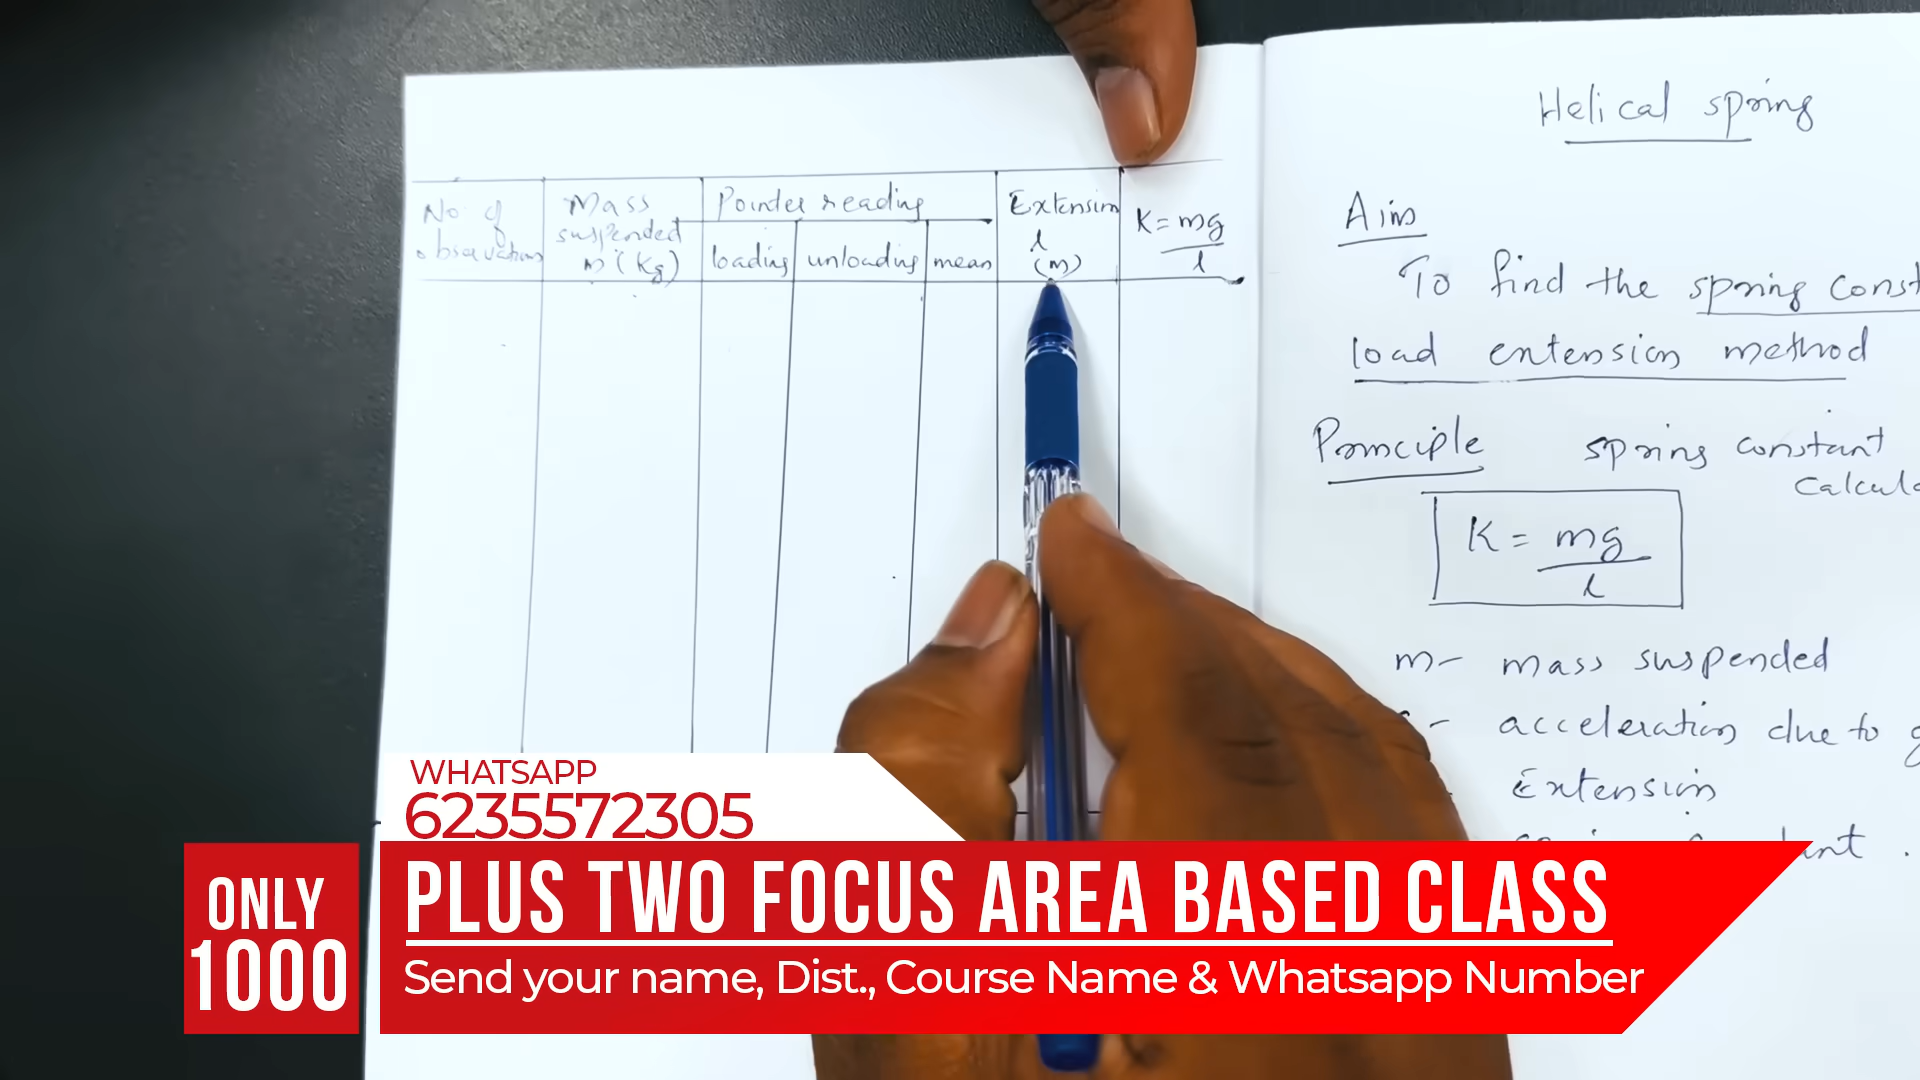 No. of
observations
Mass
suspended
m (Kg)
Pointer reading
loading
unloading
mean
Extension
l
(m)
K = mg
l
Helical spring
Aim
To find the spring const
load extension method
Principle
spring constant
calcul
K = mg
l
m- mass suspended
- acceleration due to g
Extension
WHATSAPP
6235572305
ONLY
1000
PLUS TWO FOCUS AREA BASED CLASS
Send your name, Dist., Course Name & Whatsapp Number